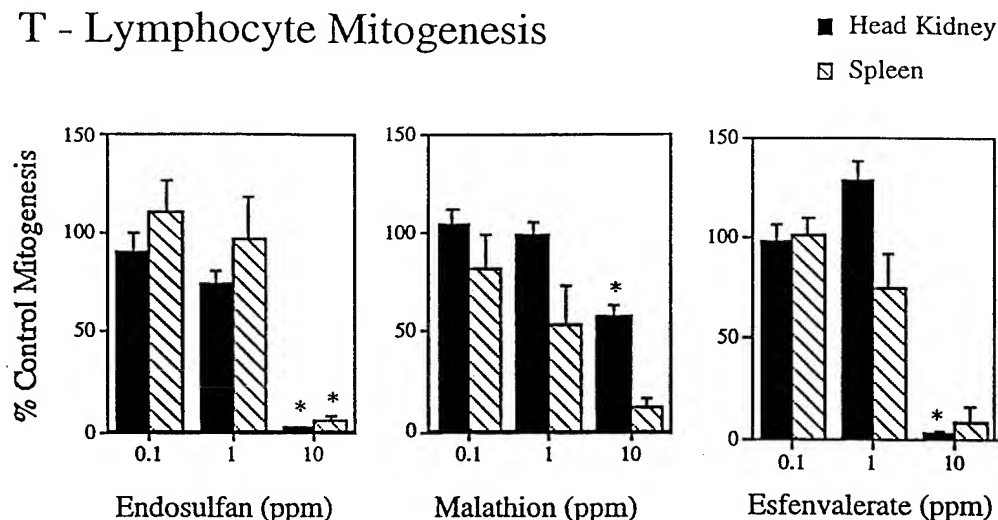 T - Lymphocyte Mitogenesis
Head Kidney
Spleen
% Control Mitogenesis
150
100
50
0
*
*
0.1 1 10
Endosulfan (ppm)
150
100
50
0
*
0.1 1 10
Malathion (ppm)
150
100
50
0
*
0.1 1 10
Esfenvalerate (ppm)